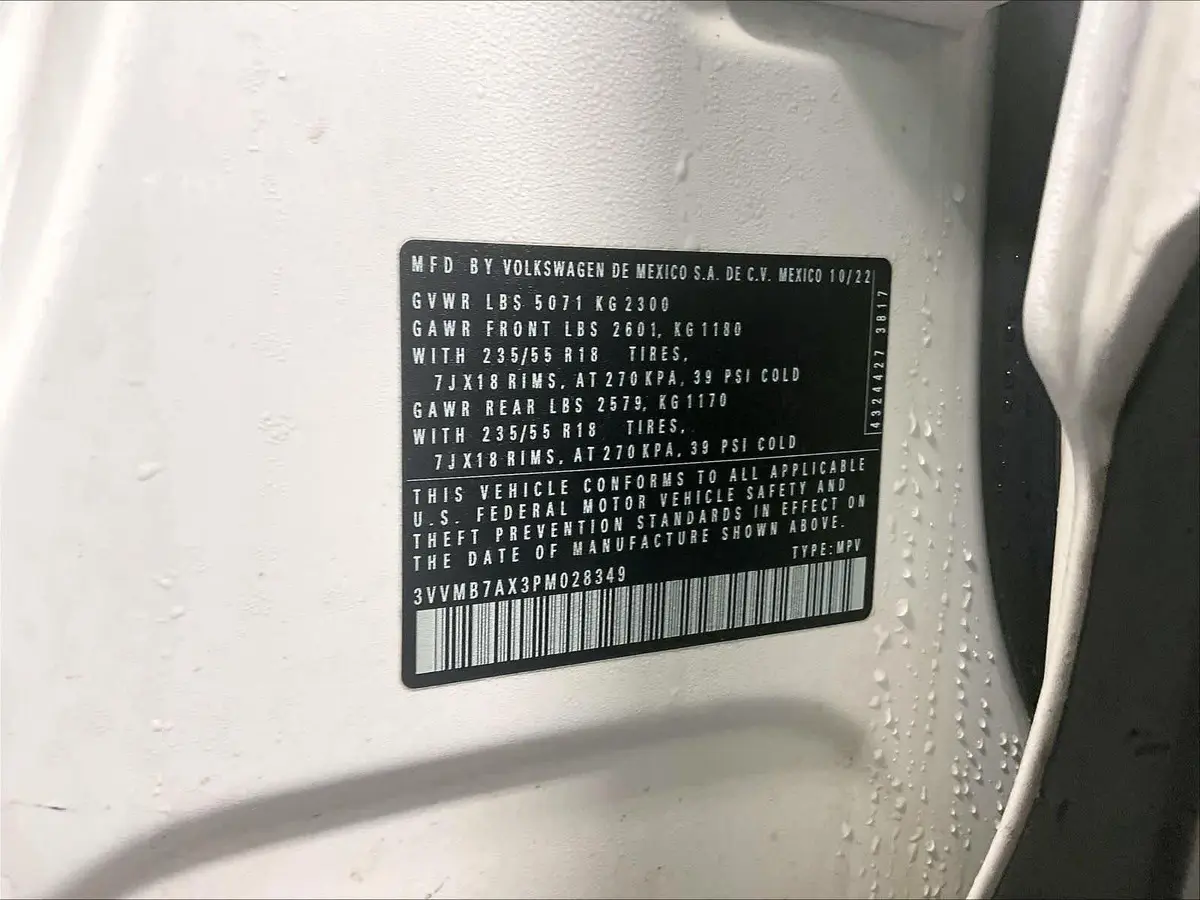 MFD BY VOLKSWAGEN DE MEXICO S.A. DE C.V. MEXICO 10/22
GVWR LBS 5071 KG 2300
GAWR FRONT LBS 2601, KG 1180
WITH 235/55 R18 TIRES,
7JX18 RIMS, AT 270 KPA, 39 PSI COLD
GAWR REAR LBS 2579, KG 1170
WITH 235/55 R18 TIRES,
7JX18 RIMS, AT 270 KPA, 39 PSI COLD
4324427 3817
THIS VEHICLE CONFORMS TO ALL APPLICABLE
U.S. FEDERAL MOTOR VEHICLE SAFETY AND
THEFT PREVENTION STANDARDS IN EFFECT ON
THE DATE OF MANUFACTURE SHOWN ABOVE.
TYPE: MPV
3VVMB7AX3PM028349